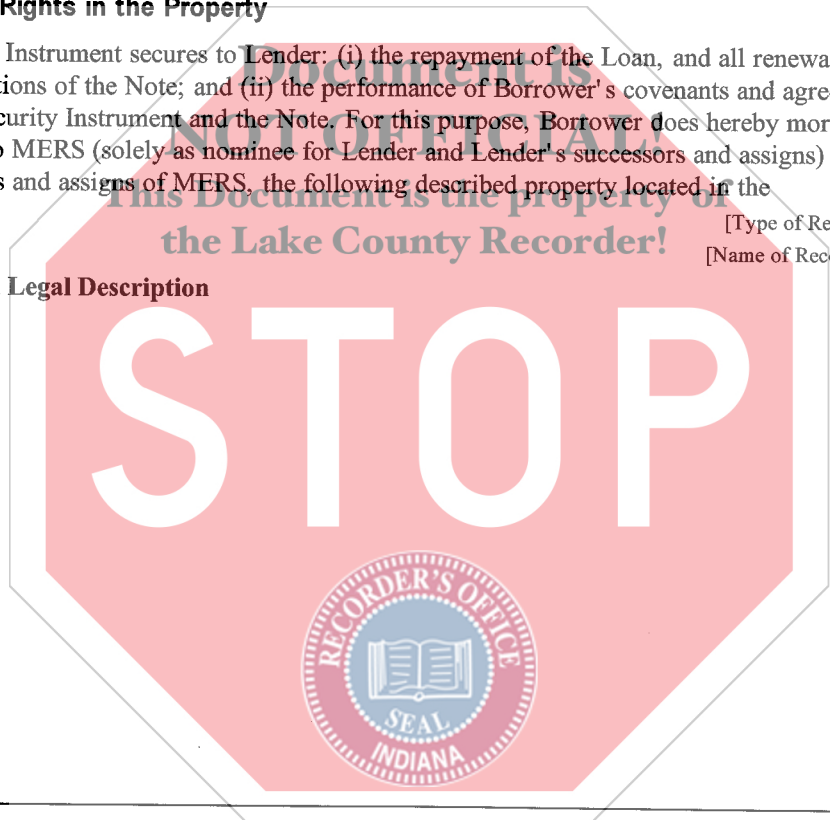 Rights in the Property
Instrument secures to Lender: (i) the repayment of the Loan, and all renewa
tions of the Note; and (ii) the performance of Borrower's covenants and agre
curity Instrument and the Note. For this purpose, Borrower does hereby mor
o MERS (solely as nominee for Lender and Lender's successors and assigns)
s and assigns of MERS, the following described property located in the
[Type of Re
[Name of Reco
Legal Description
Document is
NOT OFFICIAL!
This Document is the property of
the Lake County Recorder!
STOP
RECORDER'S OFFICE
SEAL
INDIANA